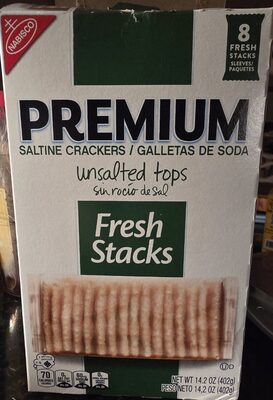 NABISCO
8
FRESH
STACKS
SLEEVES/
PAQUETES
PREMIUM
SALTINE CRACKERS / GALLETAS DE SODA
unsalted tops
sin rocío de sal
Fresh
Stacks
70
NET WT 14.2 OZ (402g)
PESO NETO 14.2 OZ (402g)